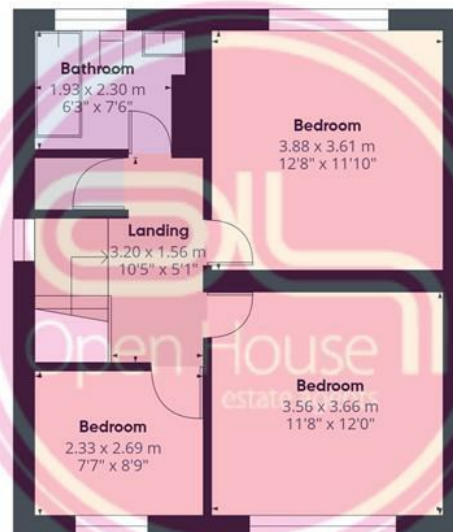 Bathroom
1.93 x 2.30 m
6'3" x 7'6"
Bedroom
3.88 x 3.61 m
12'8" x 11'10"
Landing
3.20 x 1.56 m
10'5" x 5'1"
Open House
estate agents
Bedroom
3.56 x 3.66 m
11'8" x 12'0"
Bedroom
2.33 x 2.69 m
7'7" x 8'9"